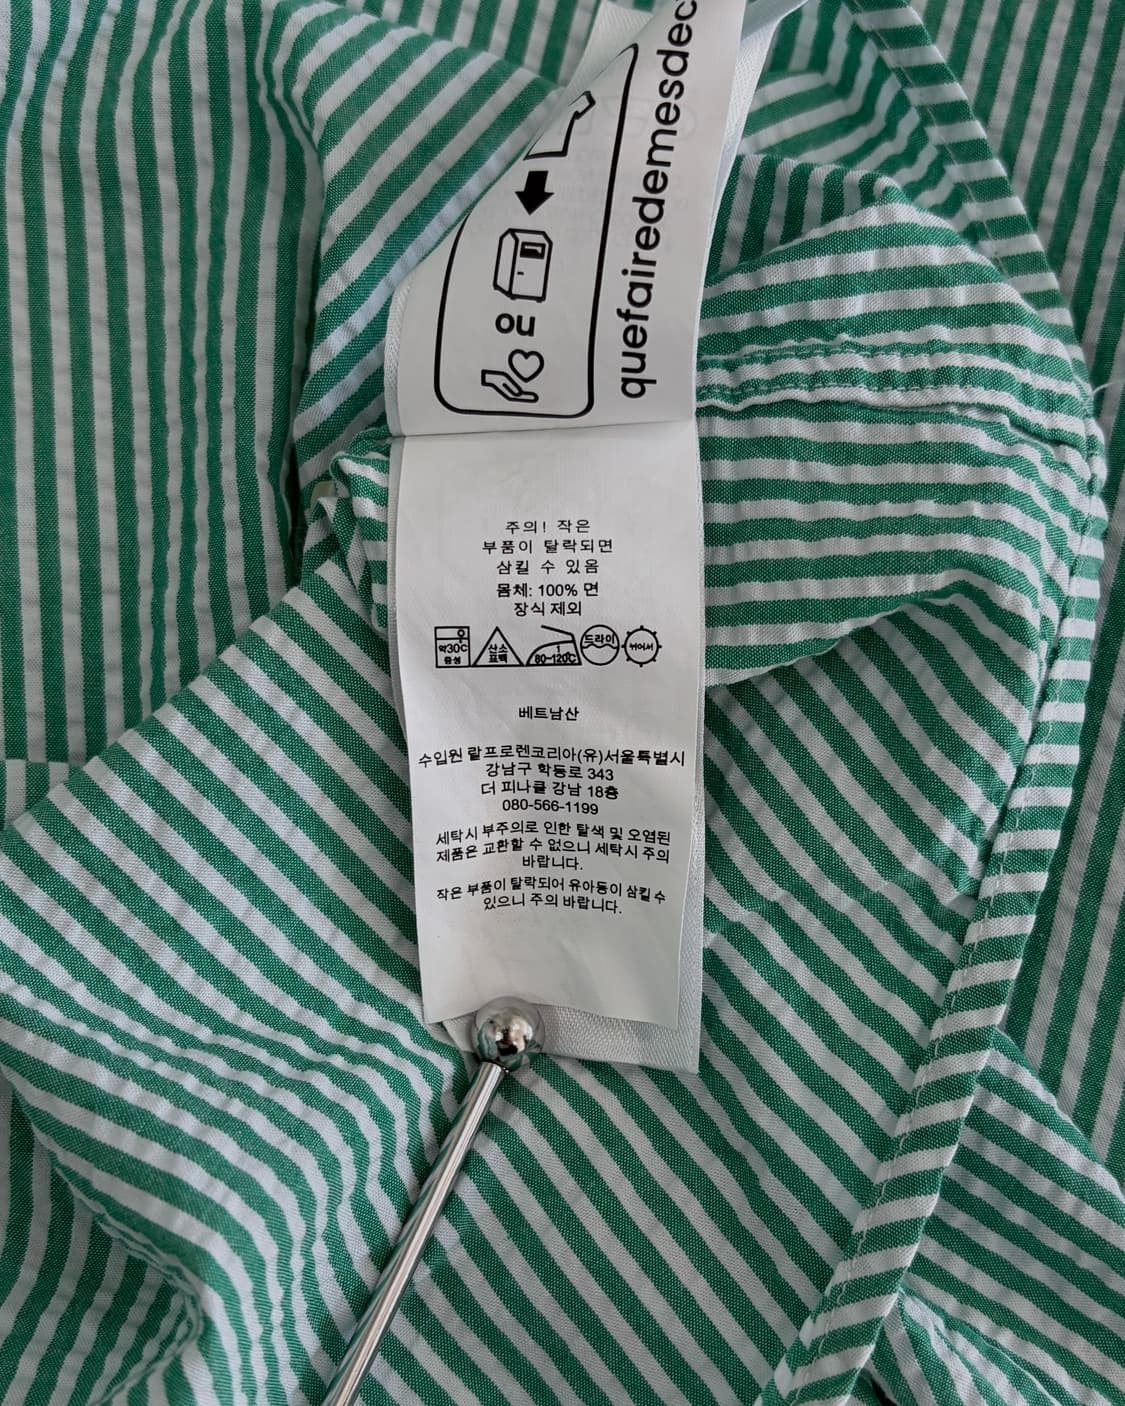 quefairedemesdec
OU
주의! 작은
부품이 탈락되면
삼킬 수 있음
몸체: 100% 면
장식 제외
약30℃
중성
산소
표백
1
80-120℃
드라이
뉘어서
베트남산
수입원 랄프로렌코리아(유)서울특별시
강남구 학동로 343
더 피나클 강남 18층
080-566-1199
세탁시 부주의로 인한 탈색 및 오염된
제품은 교환할 수 없으니 세탁시 주의
바랍니다.
작은 부품이 탈락되어 유아동이 삼킬 수
있으니 주의 바랍니다.